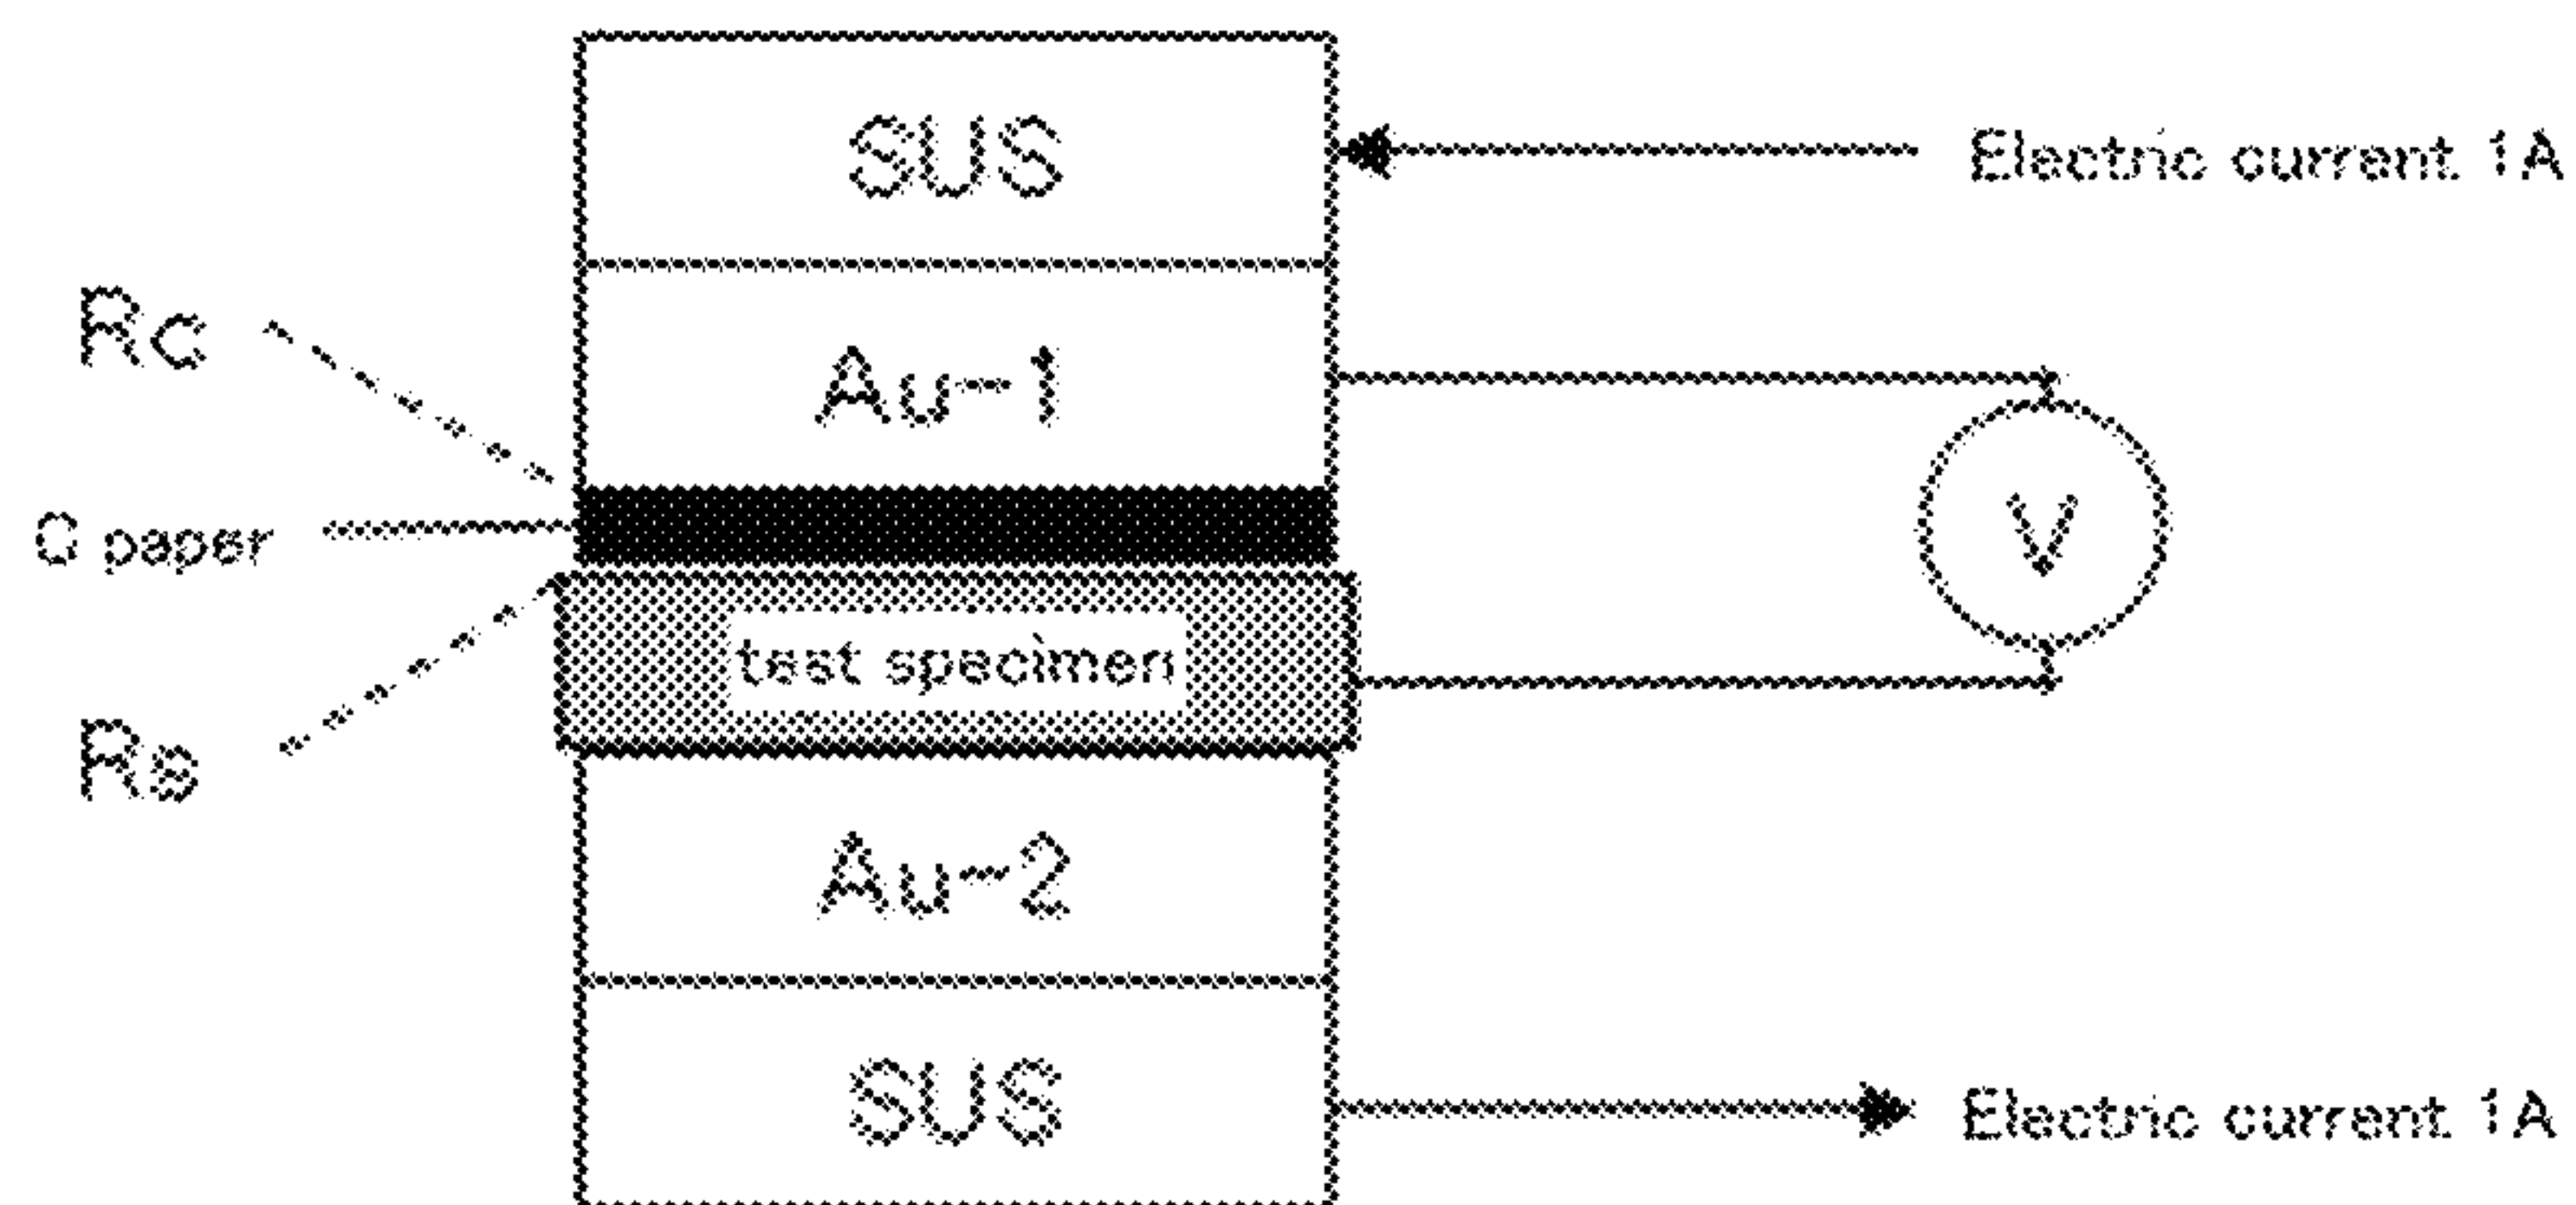 SUS
Electric current 1A
Rc
Au-1
C paper
V
test specimen
Rs
Au-2
SUS
Electric current 1A